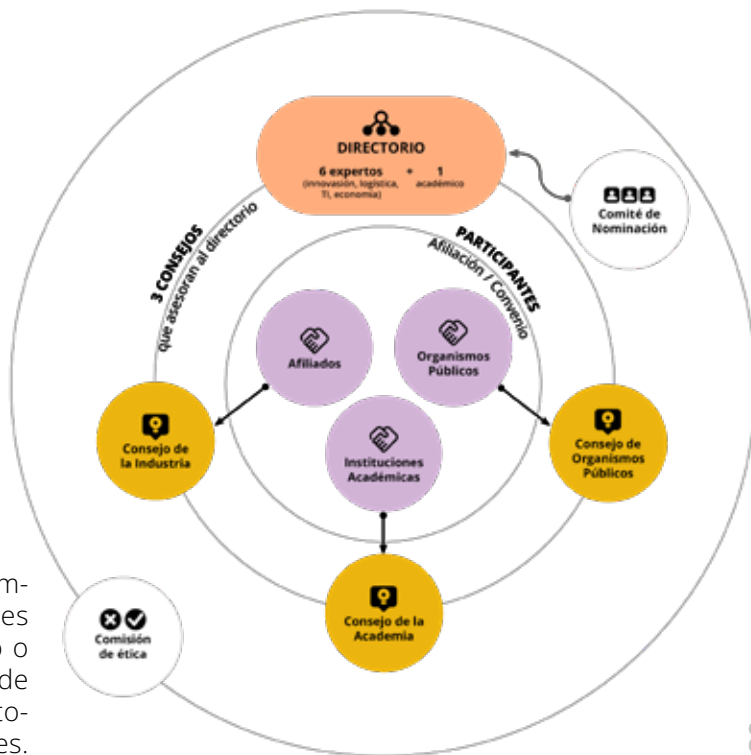 DIRECTORIO
6 expertos + 1
(innovasión, logística, académico
TI, economía)
Comité de
Nominación
3 CONSEJOS
que asesoran al directorio
PARTICIPANTES
Afiliación / Convenio
Afiliados
Organismos
Públicos
Instituciones
Académicas
Consejo de
la Industria
Consejo de
Organismos
Públicos
Consejo de la
Academia
Comisión
de ética
m-
es
o o
de
to-
es.